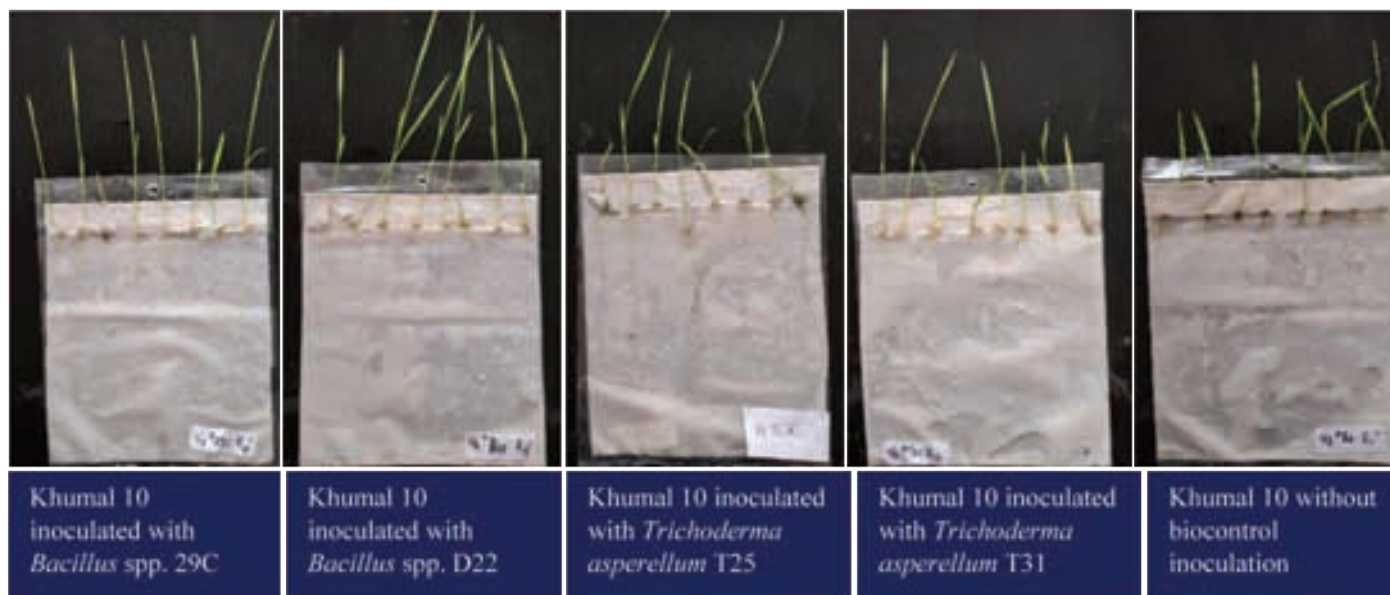 Khumal 10
inoculated with
Bacillus spp. 29C
Khumal 10
inoculated with
Bacillus spp. D22
Khumal 10 inoculated
with Trichoderma
asperellum T25
Khumal 10 inoculated
with Trichoderma
asperellum T31
Khumal 10 without
biocontrol
inoculation